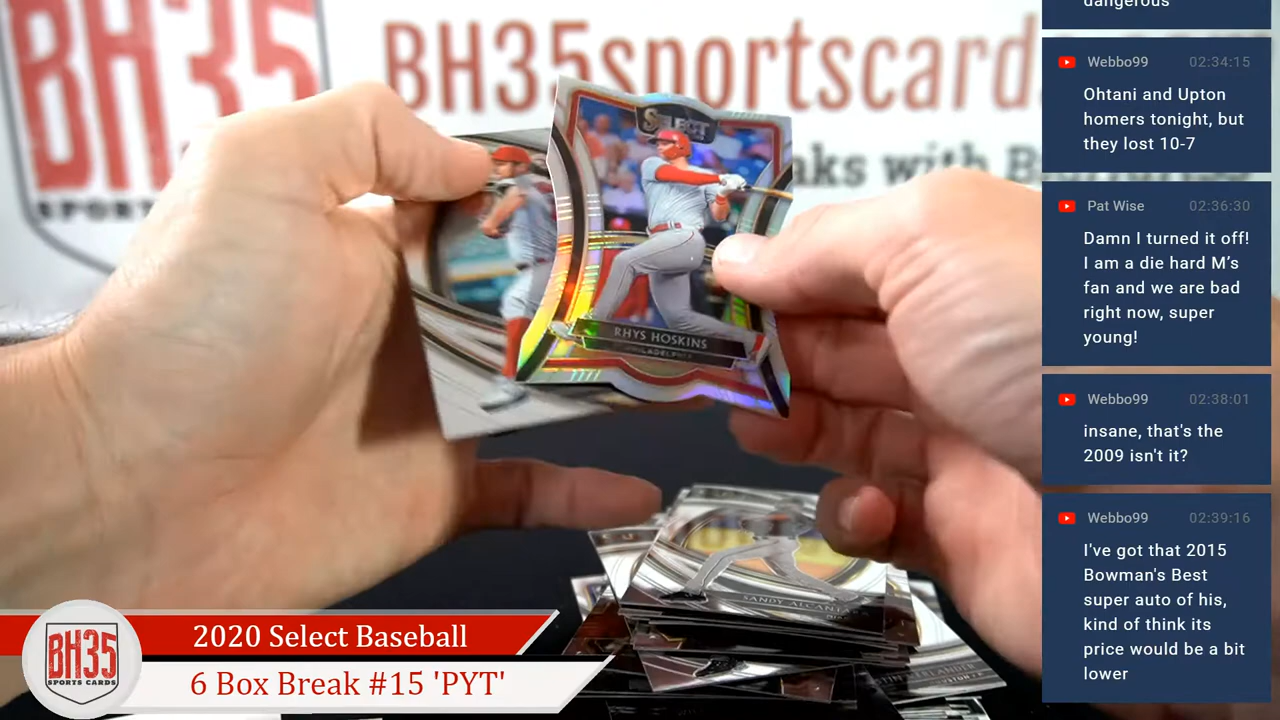 BH35
SPORTS
BH35sportscard
aks with B
SELECT
RHYS HOSKINS
PHILADELPHIA
SANDY ALCANTA
dangerous
Webbo99 02:34:15
Ohtani and Upton
homers tonight, but
they lost 10-7
Pat Wise 02:36:30
Damn I turned it off!
I am a die hard M's
fan and we are bad
right now, super
young!
Webbo99 02:38:01
insane, that's the
2009 isn't it?
Webbo99 02:39:16
I've got that 2015
Bowman's Best
super auto of his,
kind of think its
price would be a bit
lower
BH35
SPORTS CARDS
2020 Select Baseball
6 Box Break #15 'PYT'